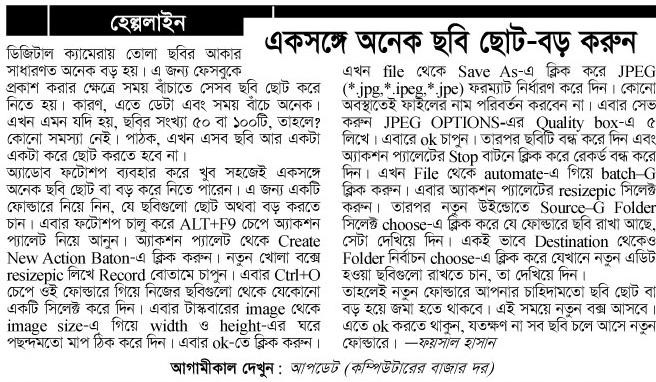 হেল্পলাইন
একসঙ্গে অনেক ছবি ছোট-বড় করুন
ডিজিটাল ক্যামেরায় তোলা ছবির আকার
সাধারণত অনেক বড় হয়। এ জন্য ফেসবুকে
প্রকাশ করার ক্ষেত্রে সময় বাঁচতে সেসব ছবি ছোট করে
নিতে হয়। কারণ, এতে ডেটা এবং সময় বাঁচে অনেক।
এখন এমন যদি হয়, ছবির সংখ্যা ৫০ বা ১০০টি, তাহলে?
কোনো সমস্যা নেই। পাঠক, এখন এসব ছবি আর একটা
একটা করে ছোট করতে হবে না।
অ্যাডোব ফটোশপ ব্যবহার করে খুব সহজেই একসঙ্গে
অনেক ছবি ছোট বা বড় করে নিতে পারেন। এ জন্য একটি
ফোল্ডারে নিয়ে নিন, যে ছবিগুলো ছোট অথবা বড় করতে
চান। এবার ফটোশপ চালু করে ALT+F9 চেপে অ্যাকশন
প্যালেট নিয়ে আনুন। অ্যাকশন প্যালেট থেকে Create
New Action Baton-এ ক্লিক করুন। নতুন খোলা বক্সে
resizepic লিখে Record বোতামে চাপুন। এবার Ctrl+O
চেপে ওই ফোল্ডারে গিয়ে নিজের ছবিগুলো থেকে যেকোনো
একটি সিলেক্ট করে দিন। এবার টাস্কবারের image থেকে
image size-এ গিয়ে width ও height-এর ঘরে
পছন্দমতো মাপ ঠিক করে দিন। এবার ok-তে ক্লিক করুন।
এখন file থেকে Save As-এ ক্লিক করে JPEG
(*.jpg,*.ipeg,*.jpe) ফরম্যাট নির্ধারণ করে দিন। কোনো
অবস্থাতেই ফাইলের নাম পরিবর্তন করবেন না। এবার সেভ
করুন JPEG OPTIONS-এর Quality box-এ ৫
লিখে। এবারে ok চাপুন। তারপর ছবিটি বন্ধ করে দিন এবং
অ্যাকশন প্যালেটের Stop বাটনে ক্লিক করে রেকর্ড বন্ধ করে
দিন। এখন File থেকে automate-এ গিয়ে batch–G
ক্লিক করুন। এবার অ্যাকশন প্যালেটের resizepic সিলেক্ট
করুন। তারপর নতুন উইন্ডোতে Source–G Folder
সিলেক্ট choose-এ ক্লিক করে যে ফোল্ডারে ছবি রাখা আছে,
সেটা দেখিয়ে দিন। একই ভাবে Destination থেকেও
Folder নির্বাচন choose-এ ক্লিক করে যেখানে নতুন এডিট
হওয়া ছবিগুলো রাখতে চান, তা দেখিয়ে দিন।
তাহলেই নতুন ফোল্ডারে আপনার চাহিদামতো ছবি ছোট বা
বড় হয়ে জমা হতে থাকবে। এই সময়ে নতুন বক্স আসবে।
এতে ok করতে থাকুন, যতক্ষণ না সব ছবি চলে আসে নতুন
ফোল্ডারে। —ফয়সাল হাসান
আগামীকাল দেখুন : আপডেট (কম্পিউটারের বাজার দর)